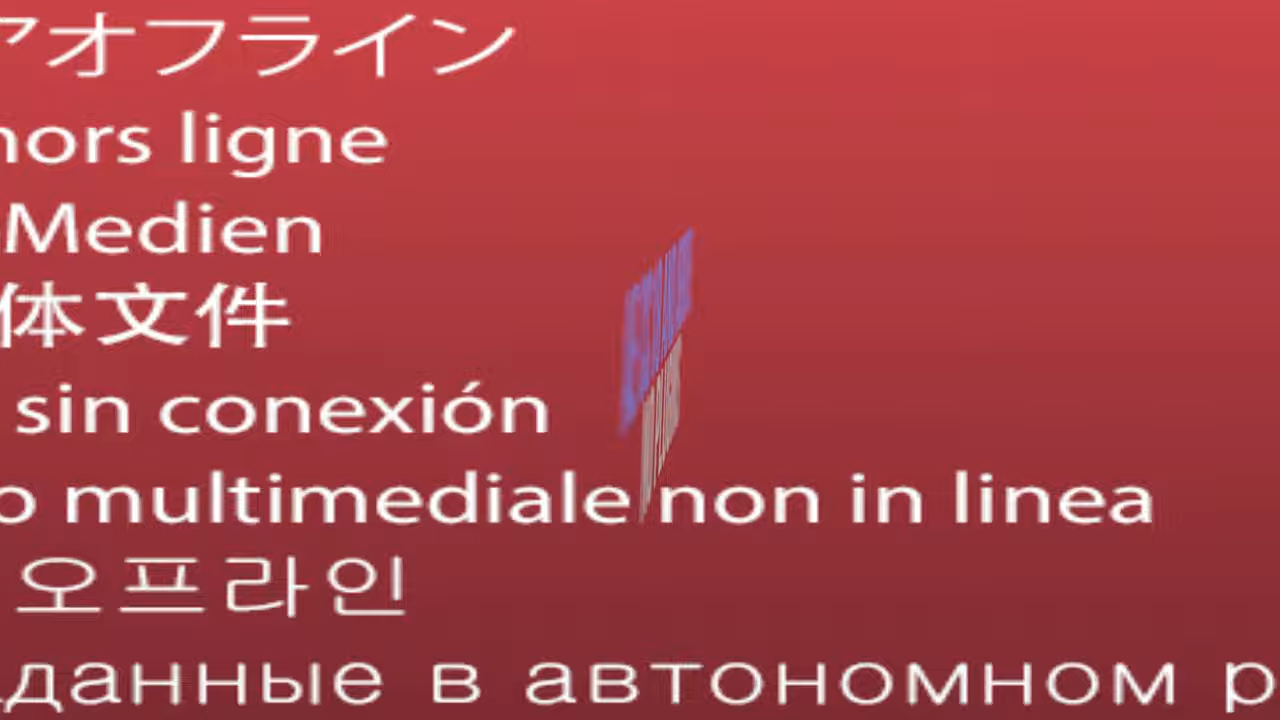 アオフライン
hors ligne
Medien
体文件
sin conexión
o multimediale non in linea
오프라인
данные в автономном р